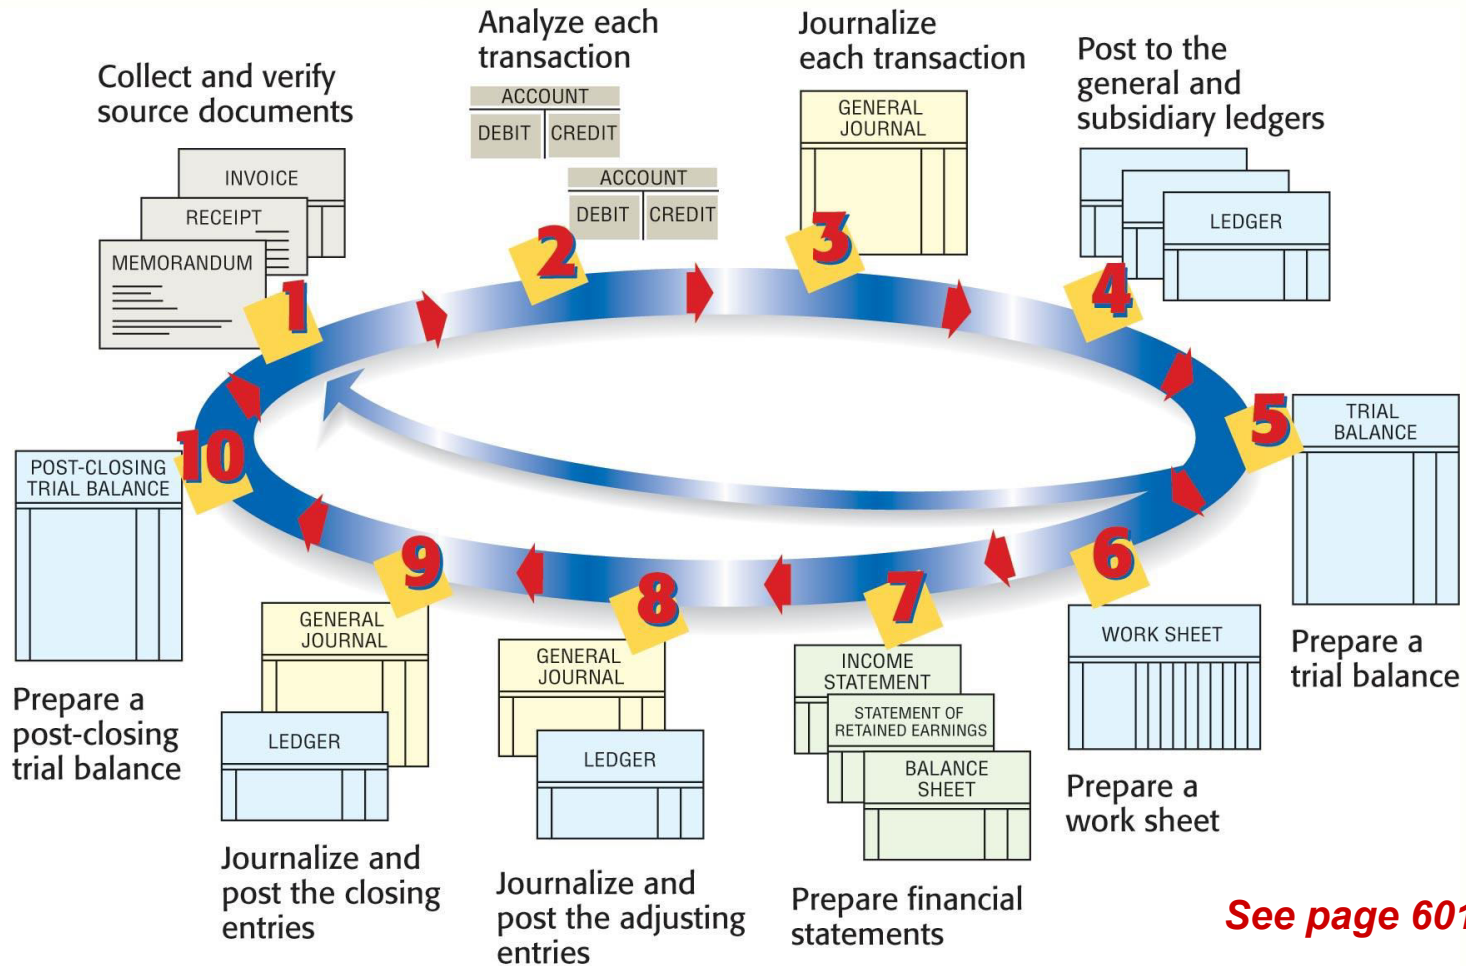 Collect and verify
source documents
INVOICE
RECEIPT
MEMORANDUM
1
Analyze each
transaction
ACCOUNT
DEBIT CREDIT
ACCOUNT
DEBIT CREDIT
2
Journalize
each transaction
GENERAL
JOURNAL
3
Post to the
general and
subsidiary ledgers
LEDGER
4
5
TRIAL
BALANCE
Prepare a
trial balance
6
WORK SHEET
Prepare a
work sheet
7
INCOME
STATEMENT
STATEMENT OF
RETAINED EARNINGS
BALANCE
SHEET
Prepare financial
statements
8
GENERAL
JOURNAL
LEDGER
Journalize and
post the adjusting
entries
9
GENERAL
JOURNAL
LEDGER
Journalize and
post the closing
entries
10
POST-CLOSING
TRIAL BALANCE
Prepare a
post-closing
trial balance
See page 601